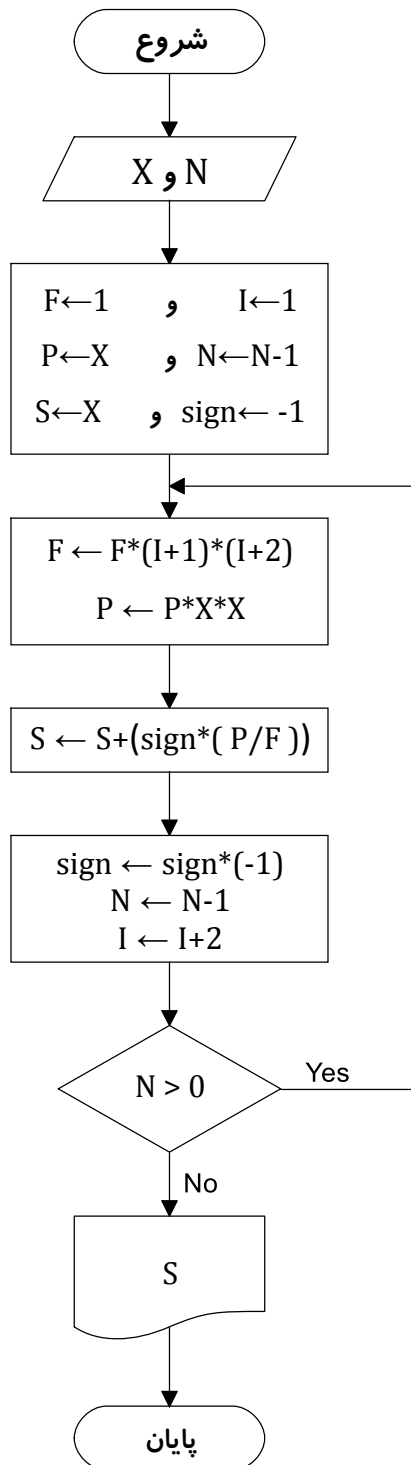 شروع
X و N
F←1 و I←1
P←X و N←N-1
S←X و sign← -1
F ← F*(I+1)*(I+2)
P ← P*X*X
S ← S+(sign*( P/F ))
sign ← sign*(-1)
N ← N-1
I ← I+2
N > 0
Yes
No
S
پایان